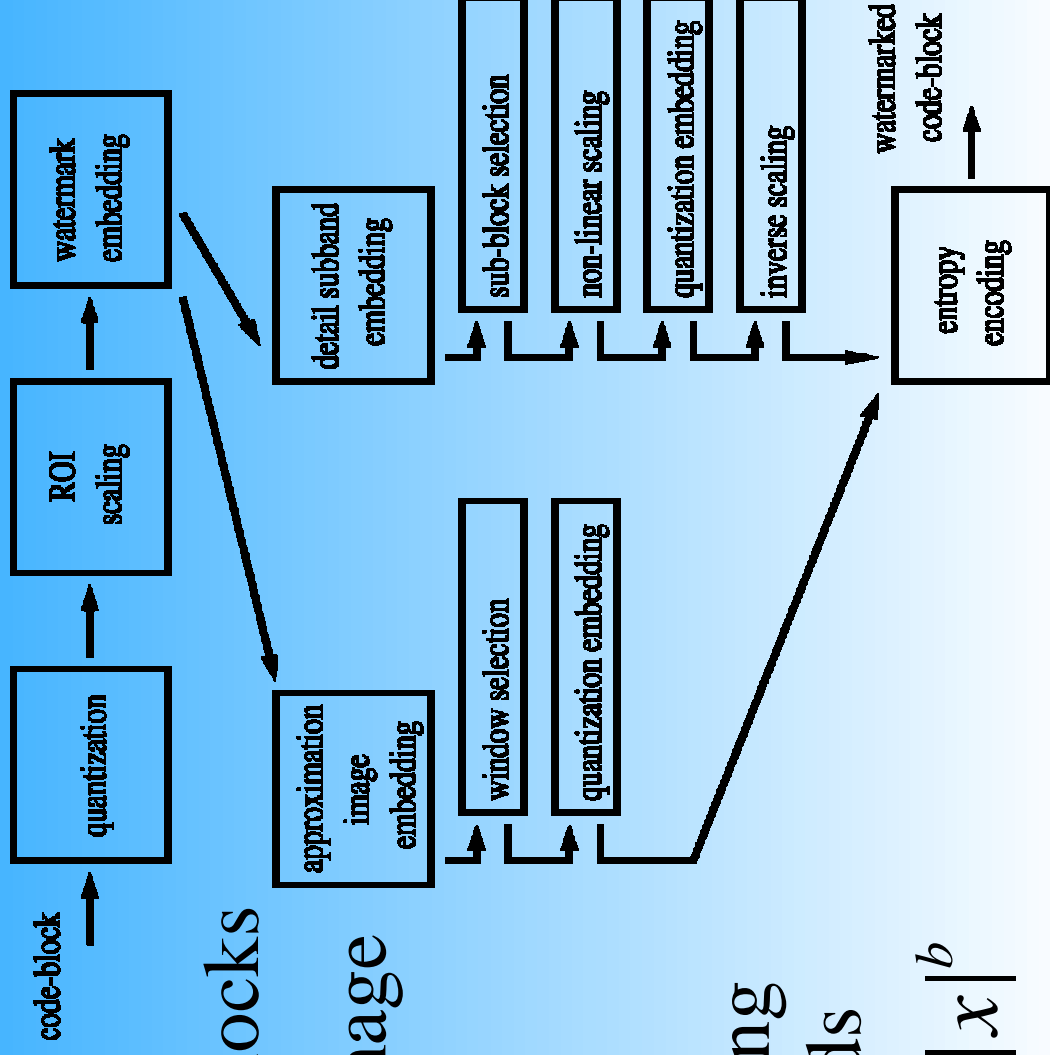 code-block
quantization
ROI
scaling
watermark
embedding
approximation
image
embedding
window selection
quantization embedding
detail subband
embedding
sub-block selection
non-linear scaling
quantization embedding
inverse scaling
entropy
encoding
watermarked
code-block
ocks
nage
ng
ds
|x|^b